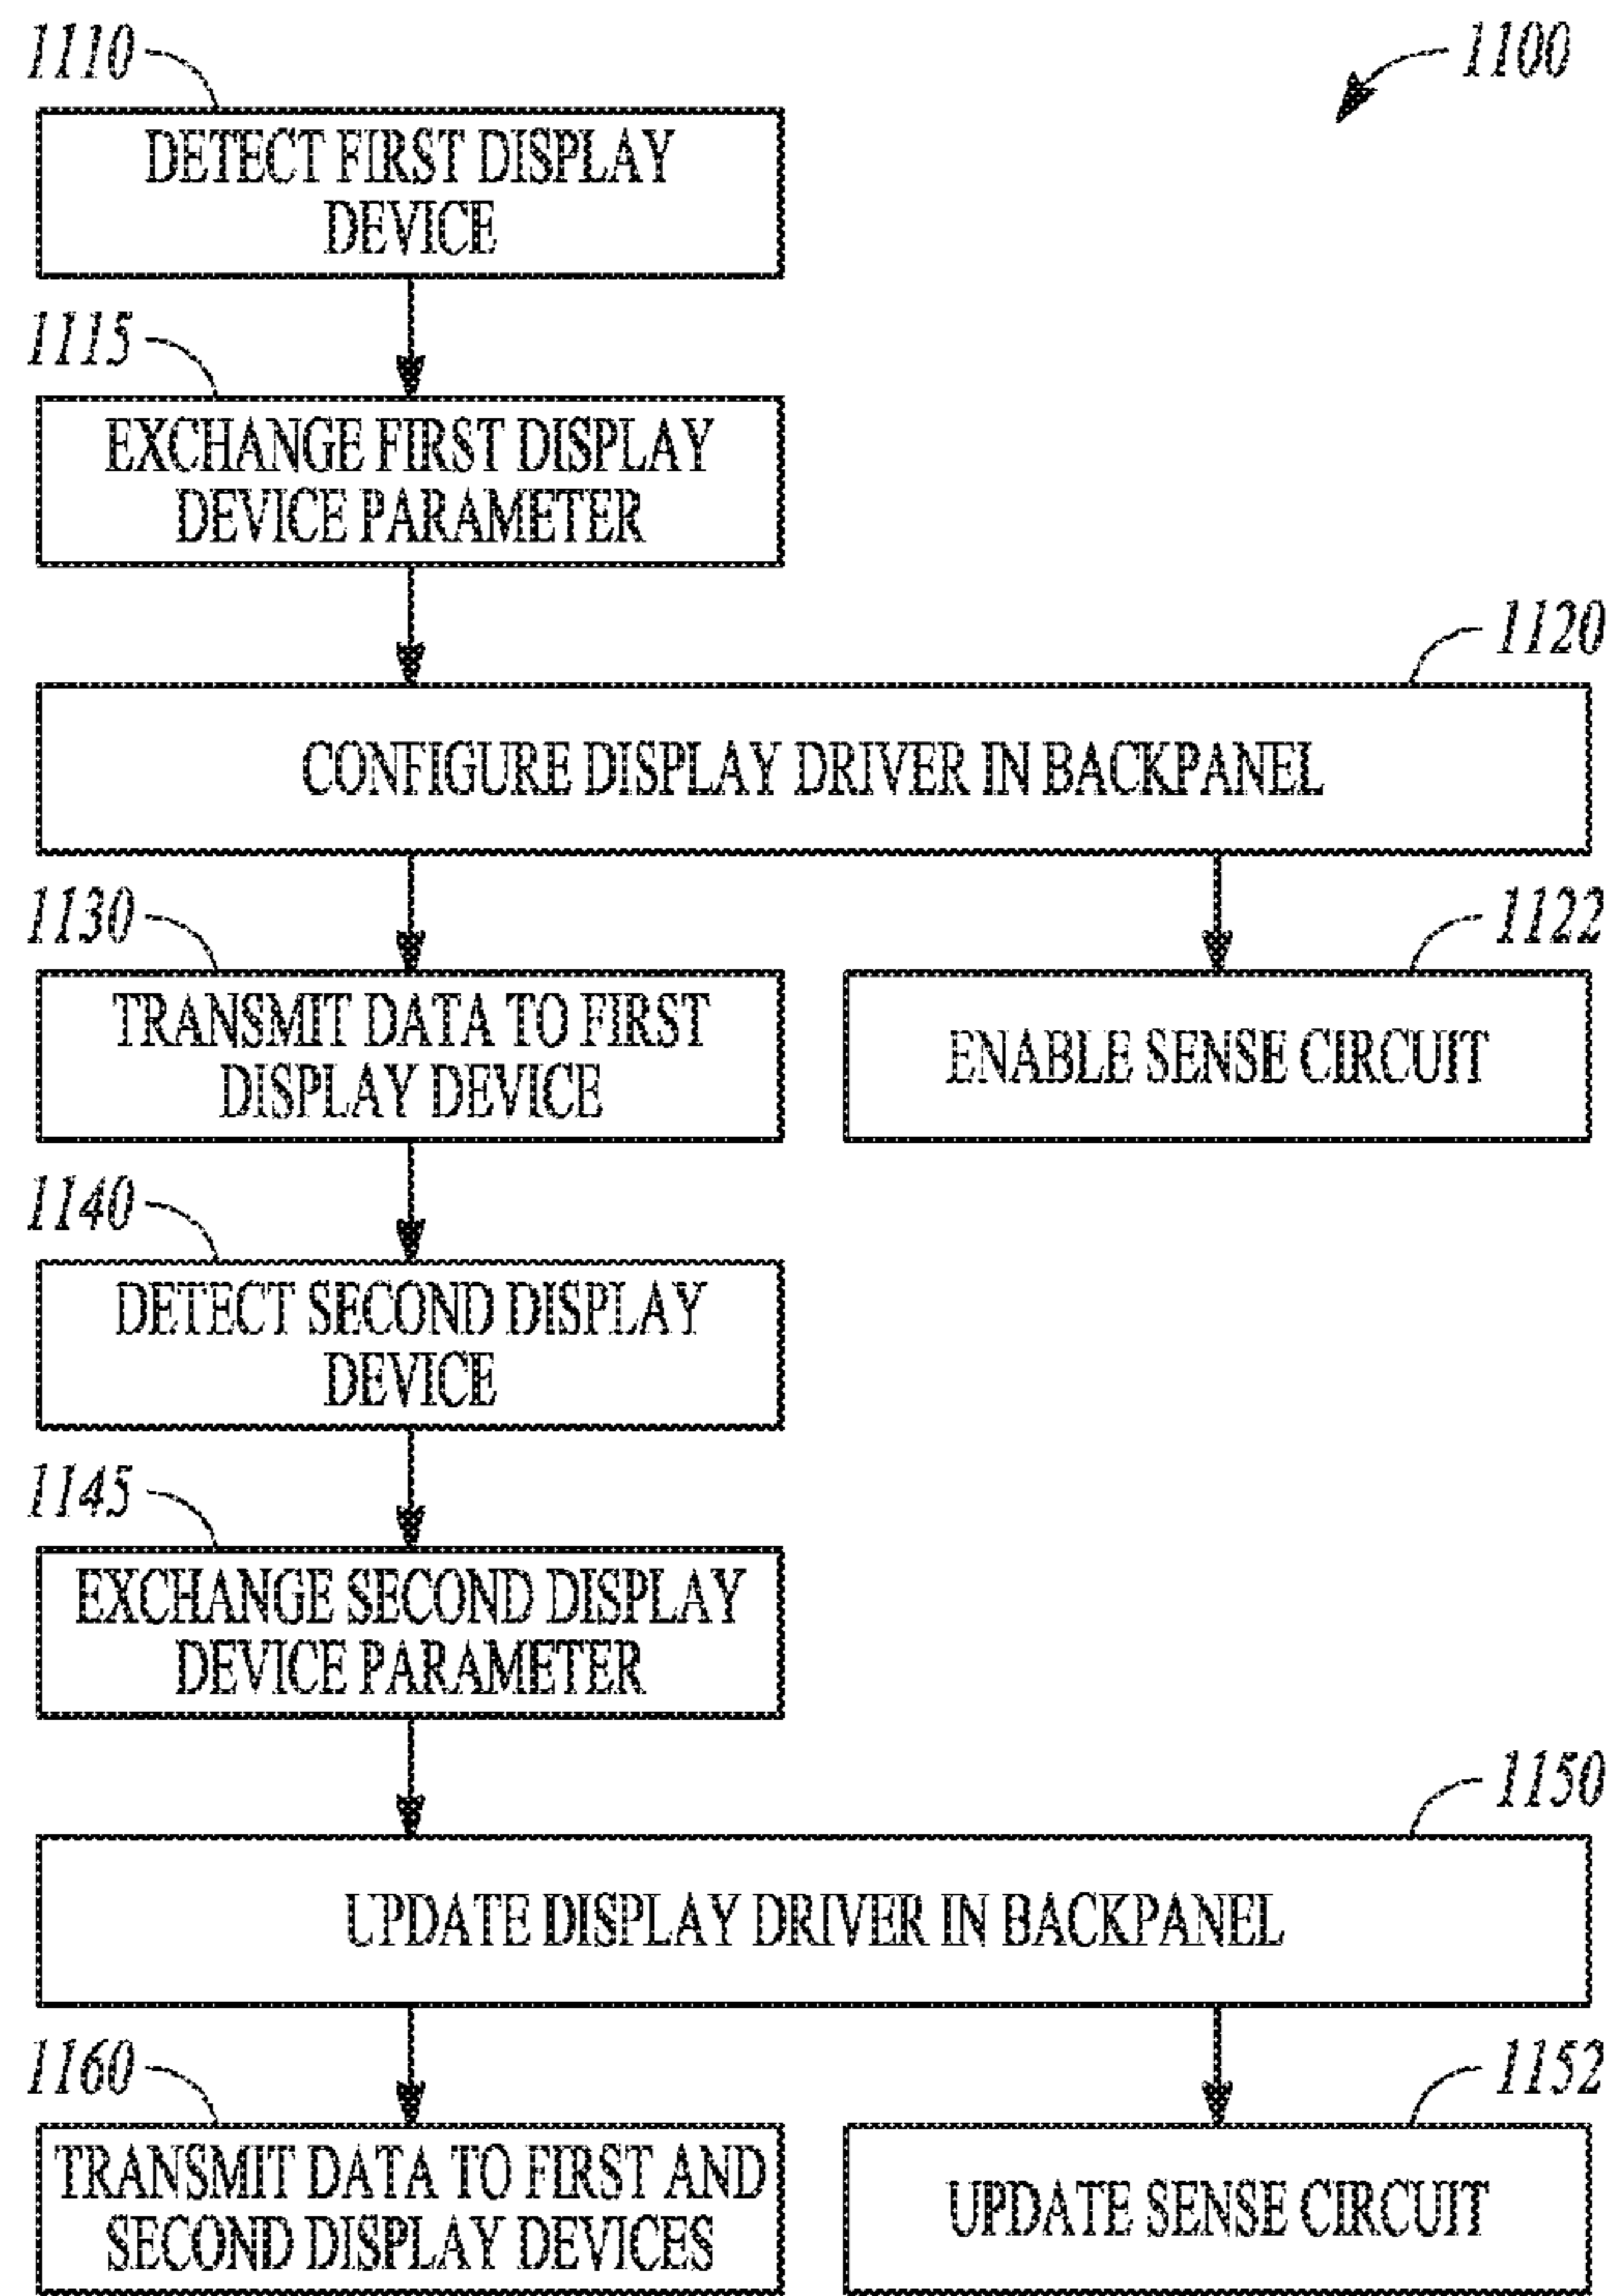 1110
1100
DETECT FIRST DISPLAY
DEVICE
1115
EXCHANGE FIRST DISPLAY
DEVICE PARAMETER
1120
CONFIGURE DISPLAY DRIVER IN BACKPANEL
1130
1122
TRANSMIT DATA TO FIRST
DISPLAY DEVICE
ENABLE SENSE CIRCUIT
1140
DETECT SECOND DISPLAY
DEVICE
1145
EXCHANGE SECOND DISPLAY
DEVICE PARAMETER
1150
UPDATE DISPLAY DRIVER IN BACKPANEL
1160
1152
TRANSMIT DATA TO FIRST AND
SECOND DISPLAY DEVICES
UPDATE SENSE CIRCUIT